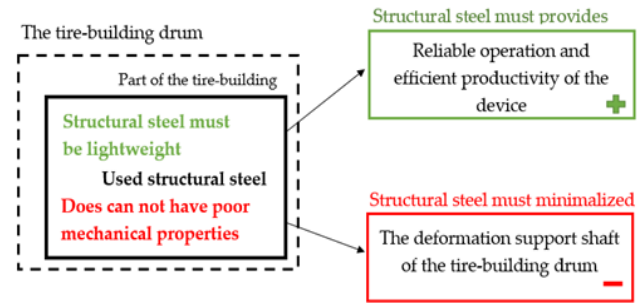 The tire-building drum
Part of the tire-building
Structural steel must
be lightweight
Used structural steel
Does can not have poor
mechanical properties
Structural steel must provides
Reliable operation and
efficient productivity of the
device
Structural steel must minimalized
The deformation support shaft
of the tire-building drum